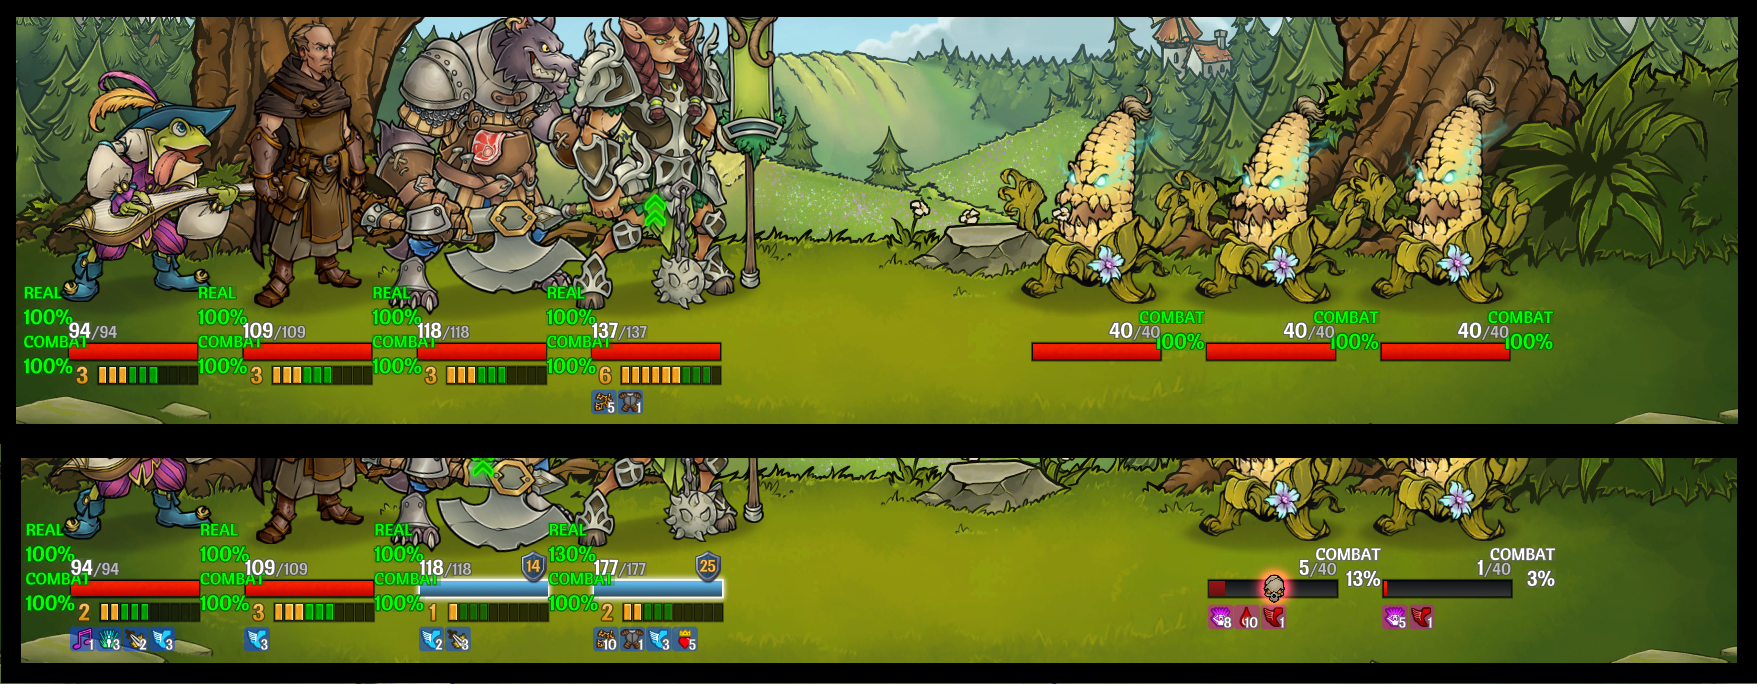 REAL REAL REAL REAL
100% 100% 100% 100% COMBAT COMBAT COMBAT
94/94 109/109 118/118 137/137 40/40 40/40 40/40
COMBAT COMBAT COMBAT COMBAT 100% 100% 100%
100% 100% 100% 100%
3 3 3 6
5 1
REAL REAL REAL REAL
100% 100% 100% 130% COMBAT COMBAT
94/94 109/109 118/118 14 177/177 25 5/40 1/40
COMBAT COMBAT COMBAT COMBAT 13% 3%
100% 100% 100% 100%
2 3 1 2
1 3 2 3 3 2 3 10 1 3 5 8 10 1 5 1